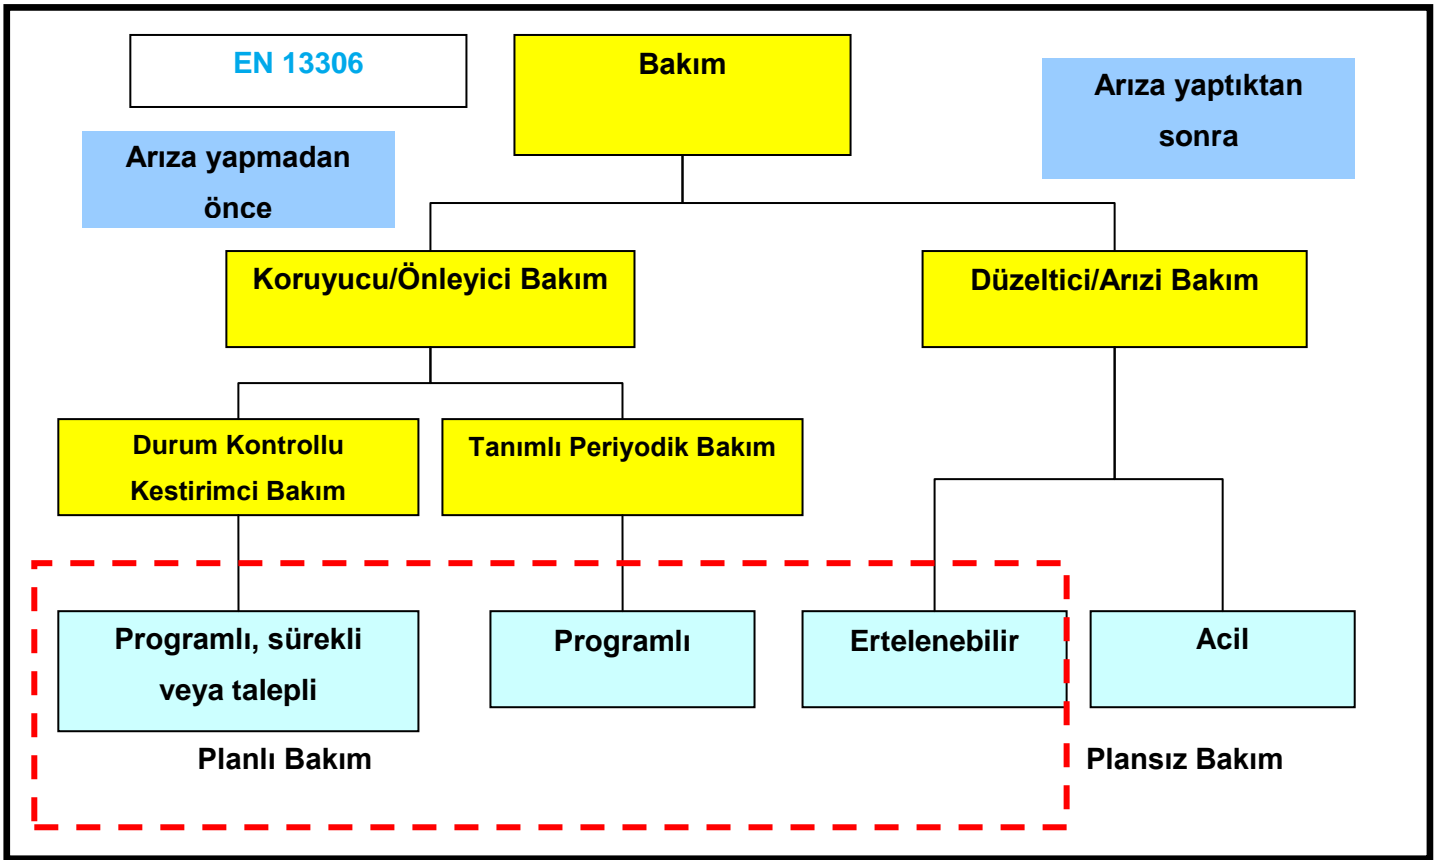 EN 13306
Bakım
Arıza yaptıktan
sonra
Arıza yapmadan
önce
Koruyucu/Önleyici Bakım
Düzeltici/Arızi Bakım
Durum Kontrollu
Kestirimci Bakım
Tanımlı Periyodik Bakım
Programlı, sürekli
veya talepli
Programlı
Ertelenebilir
Acil
Planlı Bakım
Plansız Bakım